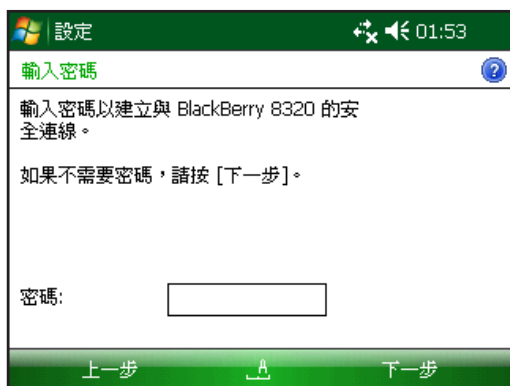 設定 01:53
輸入密碼
輸入密碼以建立與 BlackBerry 8320 的安
全連線。
如果不需要密碼，請按 [下一步]。
密碼:
上一步 下一步